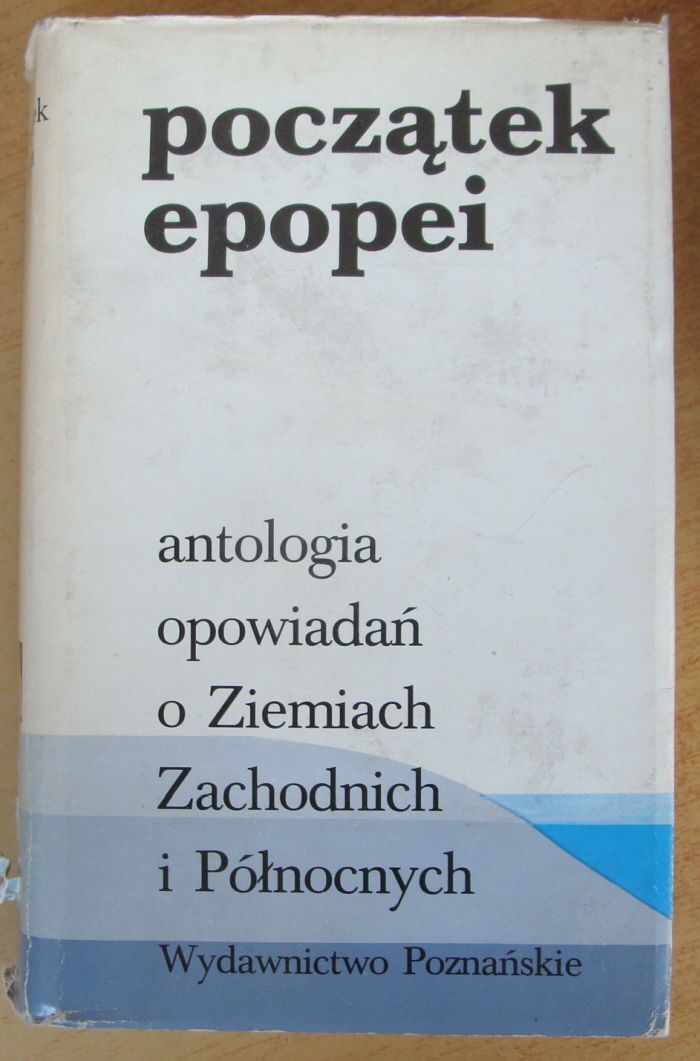 początek
epopei
antologia
opowiadań
o Ziemiach
Zachodnich
i Północnych
Wydawnictwo Poznańskie